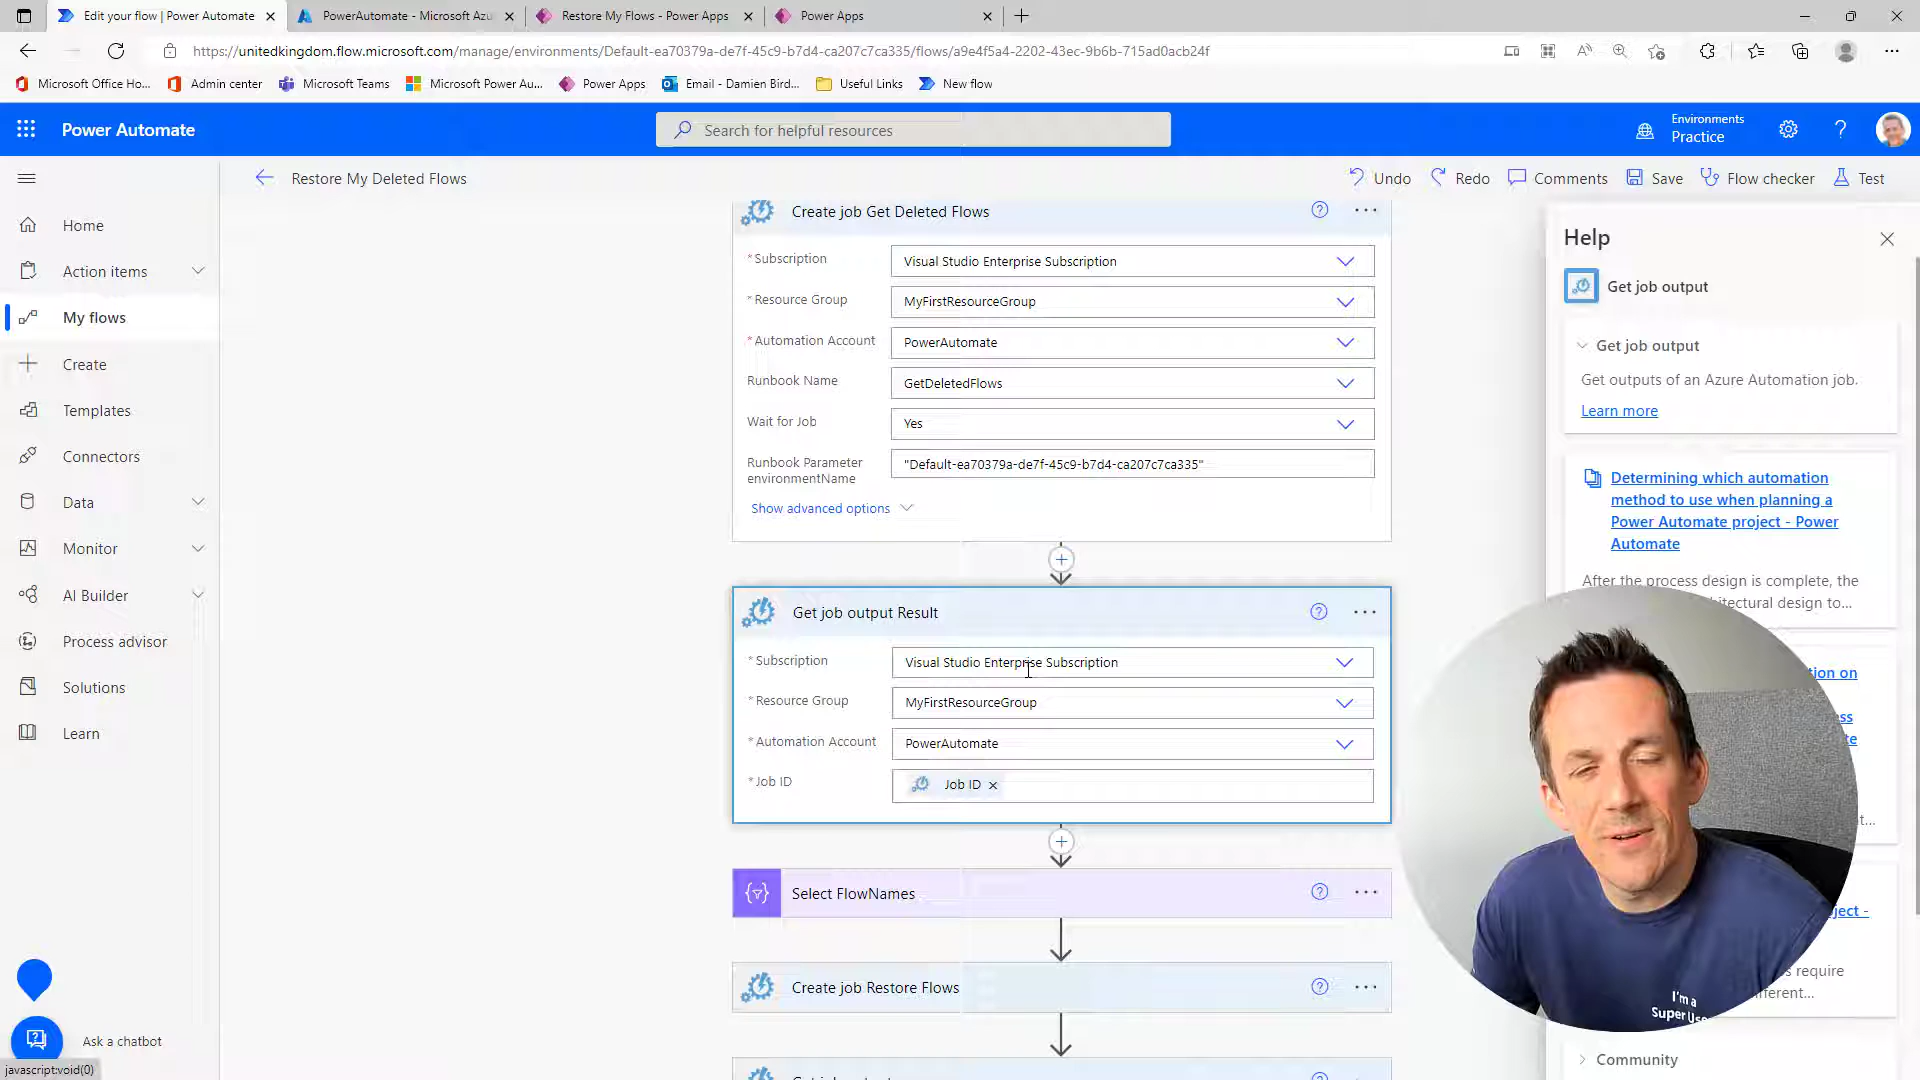 Edit your flow | Power Automate
PowerAutomate - Microsoft Azu
Restore My Flows - Power Apps
Power Apps
https://unitedkingdom.flow.microsoft.com/manage/environments/Default-ea70379a-de7f-45c9-b7d4-ca207c7ca335/flows/a9e4f5a4-2202-43ec-9b6b-715ad0acb24f
Microsoft Office Ho...
Admin center
Microsoft Teams
Microsoft Power Au...
Power Apps
Email - Damien Bird...
Useful Links
New flow
Power Automate
Search for helpful resources
Environments
Practice
Restore My Deleted Flows
Undo
Redo
Comments
Save
Flow checker
Test
Home
Action items
My flows
Create
Templates
Connectors
Data
Monitor
AI Builder
Process advisor
Solutions
Learn
Ask a chatbot
javascript:void(0)
Create job Get Deleted Flows
*Subscription
Visual Studio Enterprise Subscription
*Resource Group
MyFirstResourceGroup
*Automation Account
PowerAutomate
Runbook Name
GetDeletedFlows
Wait for Job
Yes
Runbook Parameter
environmentName
"Default-ea70379a-de7f-45c9-b7d4-ca207c7ca335"
Show advanced options
Get job output Result
*Subscription
Visual Studio Enterprise Subscription
*Resource Group
MyFirstResourceGroup
*Automation Account
PowerAutomate
*Job ID
Job ID
Select FlowNames
Create job Restore Flows
Help
Get job output
Get job output
Get outputs of an Azure Automation job.
Learn more
Determining which automation
method to use when planning a
Power Automate project - Power
Automate
After the process design is complete, the
tectural design to...
I'm a
Super Use
Community